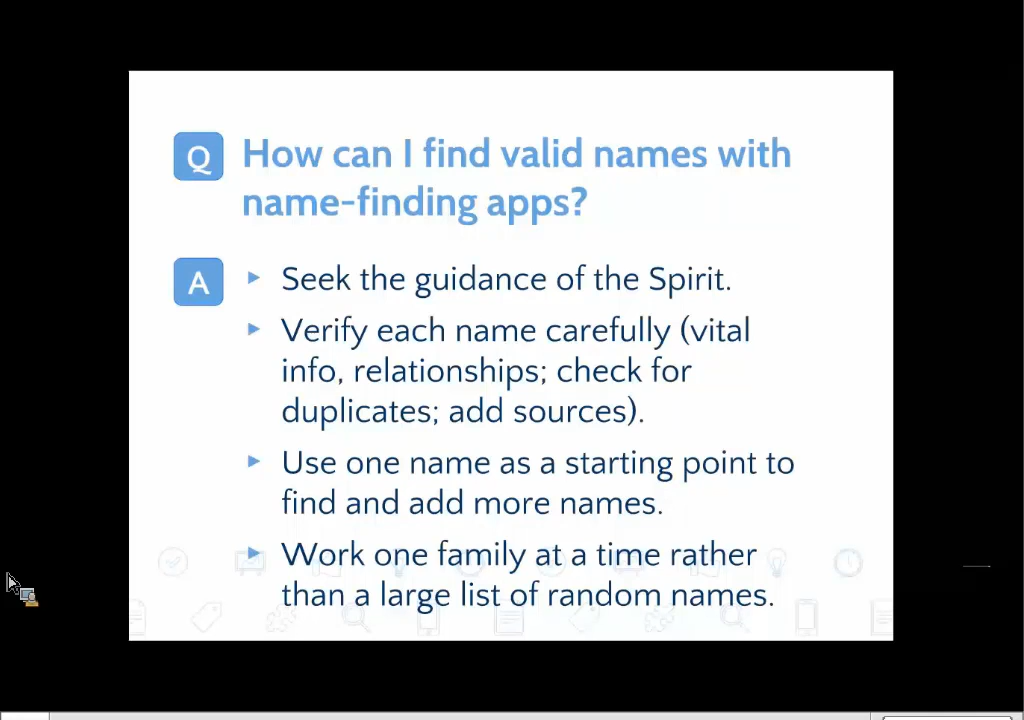 Q How can I find valid names with
name-finding apps?
A ▸ Seek the guidance of the Spirit.
▸ Verify each name carefully (vital
info, relationships; check for
duplicates; add sources).
▸ Use one name as a starting point to
find and add more names.
▸ Work one family at a time rather
than a large list of random names.